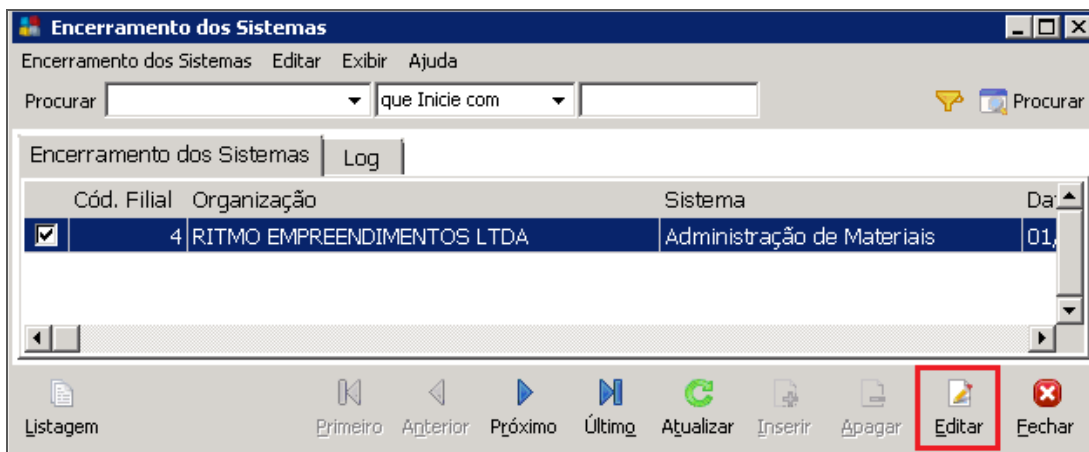 Encerramento dos Sistemas
Encerramento dos Sistemas Editar Exibir Ajuda
Procurar que Inicie com Procurar
Encerramento dos Sistemas Log
Cód. Filial Organização Sistema Da
4 RITMO EMPREENDIMENTOS LTDA Administração de Materiais 01/
Listagem Primeiro Anterior Próximo Último Atualizar Inserir Apagar Editar Fechar